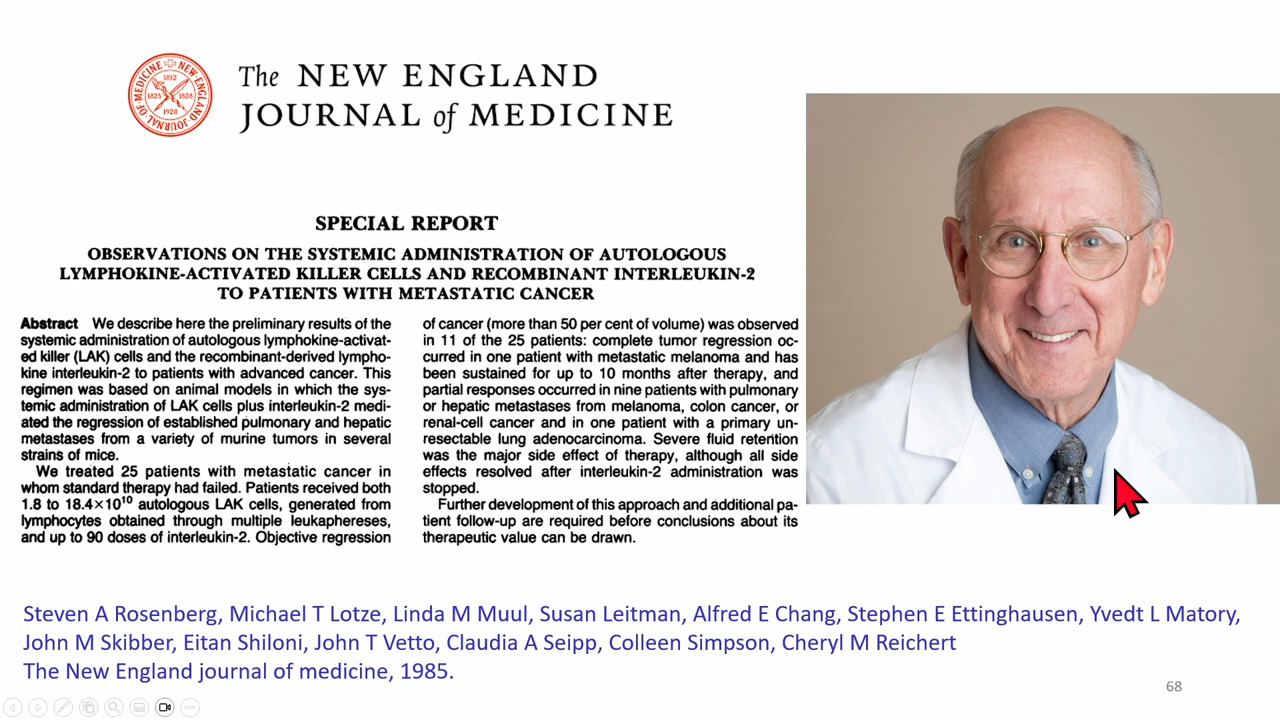 The NEW ENGLAND
JOURNAL of MEDICINE
NEW·ENGLAND·JOURNAL·OF·MEDICINE
1812
1823
1828
1928
SPECIAL REPORT
OBSERVATIONS ON THE SYSTEMIC ADMINISTRATION OF AUTOLOGOUS
LYMPHOKINE-ACTIVATED KILLER CELLS AND RECOMBINANT INTERLEUKIN-2
TO PATIENTS WITH METASTATIC CANCER
Abstract We describe here the preliminary results of the
systemic administration of autologous lymphokine-activat-
ed killer (LAK) cells and the recombinant-derived lympho-
kine interleukin-2 to patients with advanced cancer. This
regimen was based on animal models in which the sys-
temic administration of LAK cells plus interleukin-2 medi-
ated the regression of established pulmonary and hepatic
metastases from a variety of murine tumors in several
strains of mice.
We treated 25 patients with metastatic cancer in
whom standard therapy had failed. Patients received both
1.8 to 18.4×10¹⁰ autologous LAK cells, generated from
lymphocytes obtained through multiple leukaphereses,
and up to 90 doses of interleukin-2. Objective regression
of cancer (more than 50 per cent of volume) was observed
in 11 of the 25 patients: complete tumor regression oc-
curred in one patient with metastatic melanoma and has
been sustained for up to 10 months after therapy, and
partial responses occurred in nine patients with pulmonary
or hepatic metastases from melanoma, colon cancer, or
renal-cell cancer and in one patient with a primary un-
resectable lung adenocarcinoma. Severe fluid retention
was the major side effect of therapy, although all side
effects resolved after interleukin-2 administration was
stopped.
Further development of this approach and additional pa-
tient follow-up are required before conclusions about its
therapeutic value can be drawn.
Steven A Rosenberg, Michael T Lotze, Linda M Muul, Susan Leitman, Alfred E Chang, Stephen E Ettinghausen, Yvedt L Matory,
John M Skibber, Eitan Shiloni, John T Vetto, Claudia A Seipp, Colleen Simpson, Cheryl M Reichert
The New England journal of medicine, 1985.
68